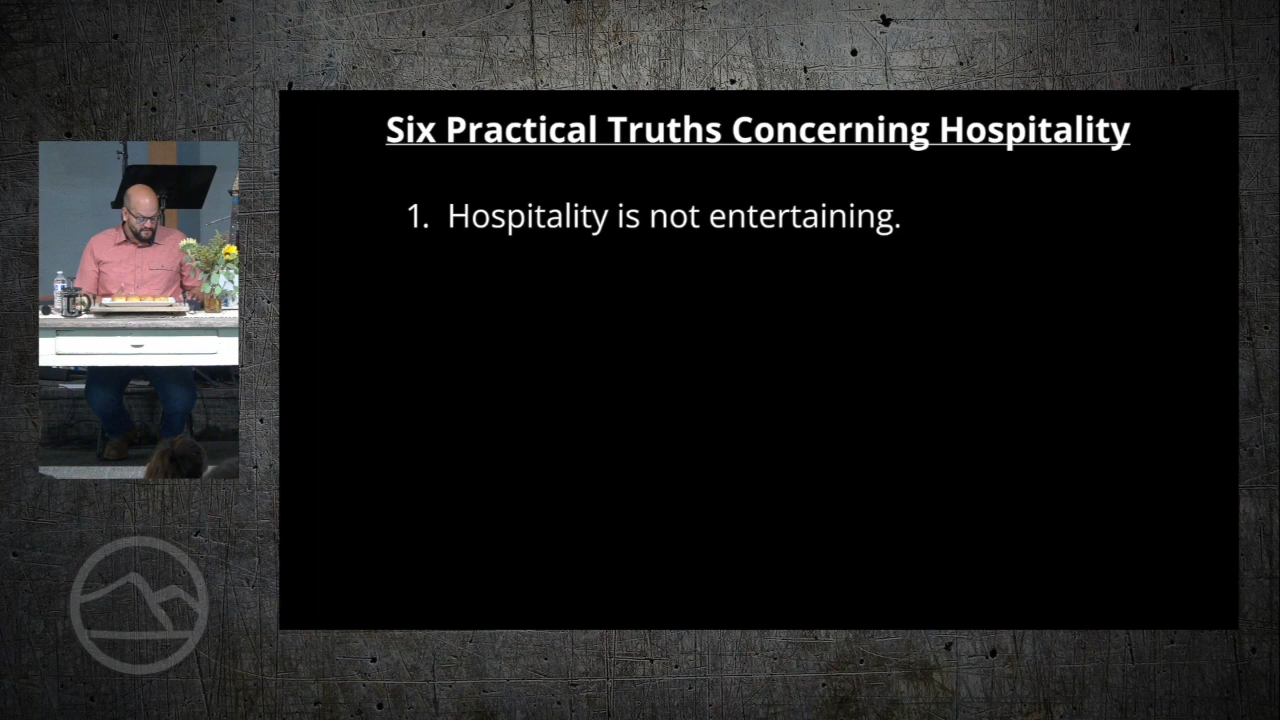 Six Practical Truths Concerning Hospitality
1. Hospitality is not entertaining.